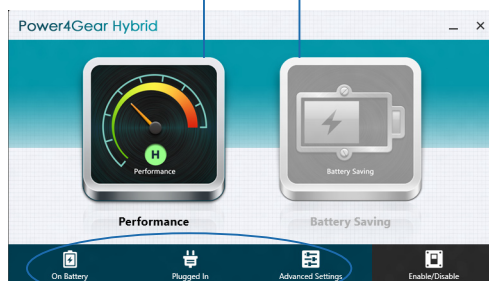 Power4Gear Hybrid
H
Performance
Battery Saving
Performance
Battery Saving
On Battery
Plugged In
Advanced Settings
Enable/Disable